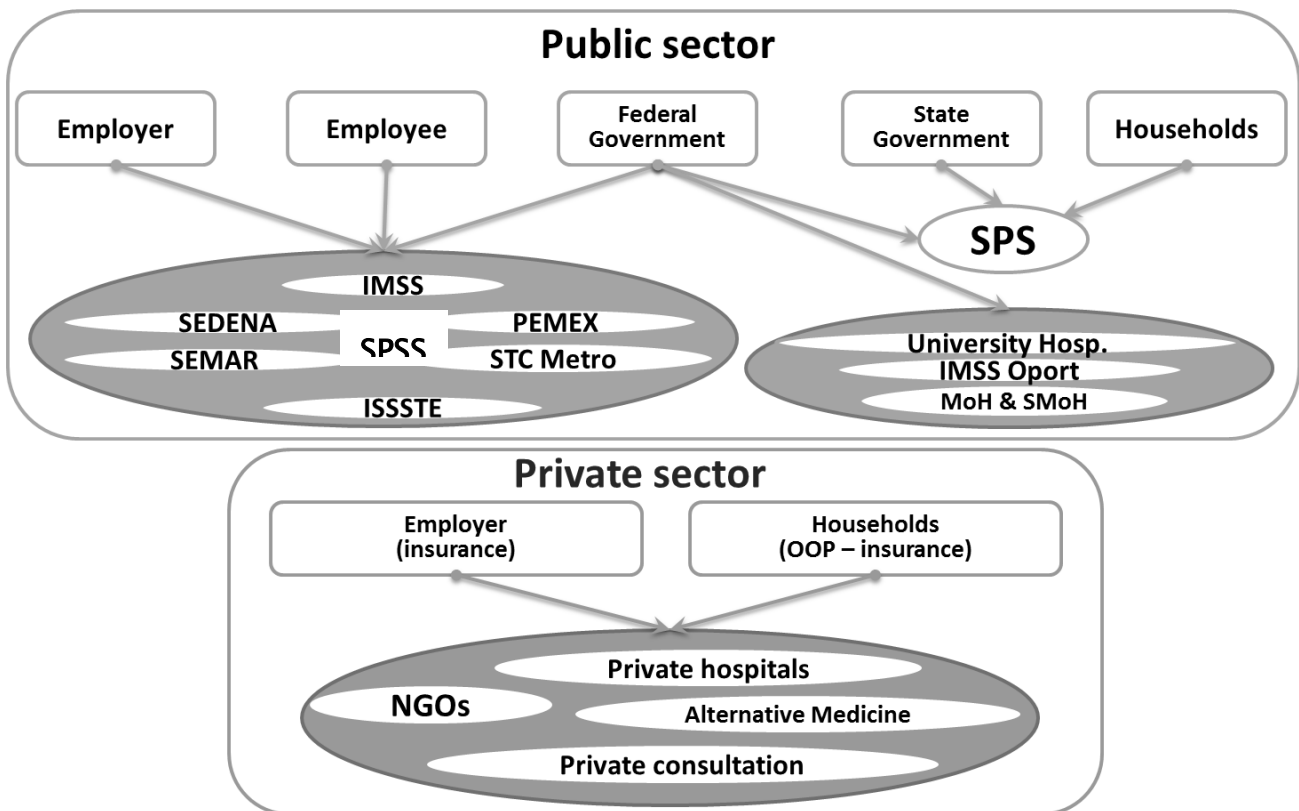 Public sector
Employer
Employee
Federal
Government
State
Government
Households
SPS
IMSS
SEDENA
PEMEX
SPSS
SEMAR
STC Metro
ISSSTE
University Hosp.
IMSS Oport
MoH & SMoH
Private sector
Employer
(insurance)
Households
(OOP – insurance)
Private hospitals
NGOs
Alternative Medicine
Private consultation